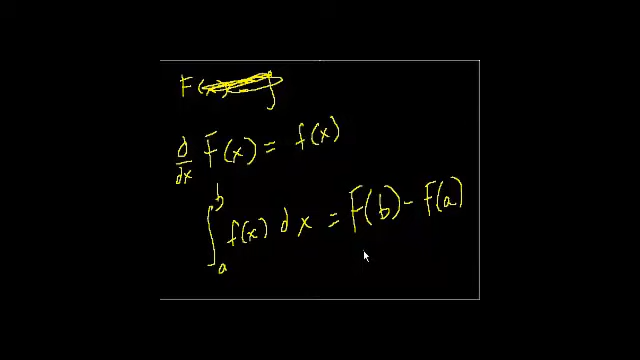 F(x)
d/dx F(x) = f(x)
∫_a^b f(x) dx = F(b) - F(a)